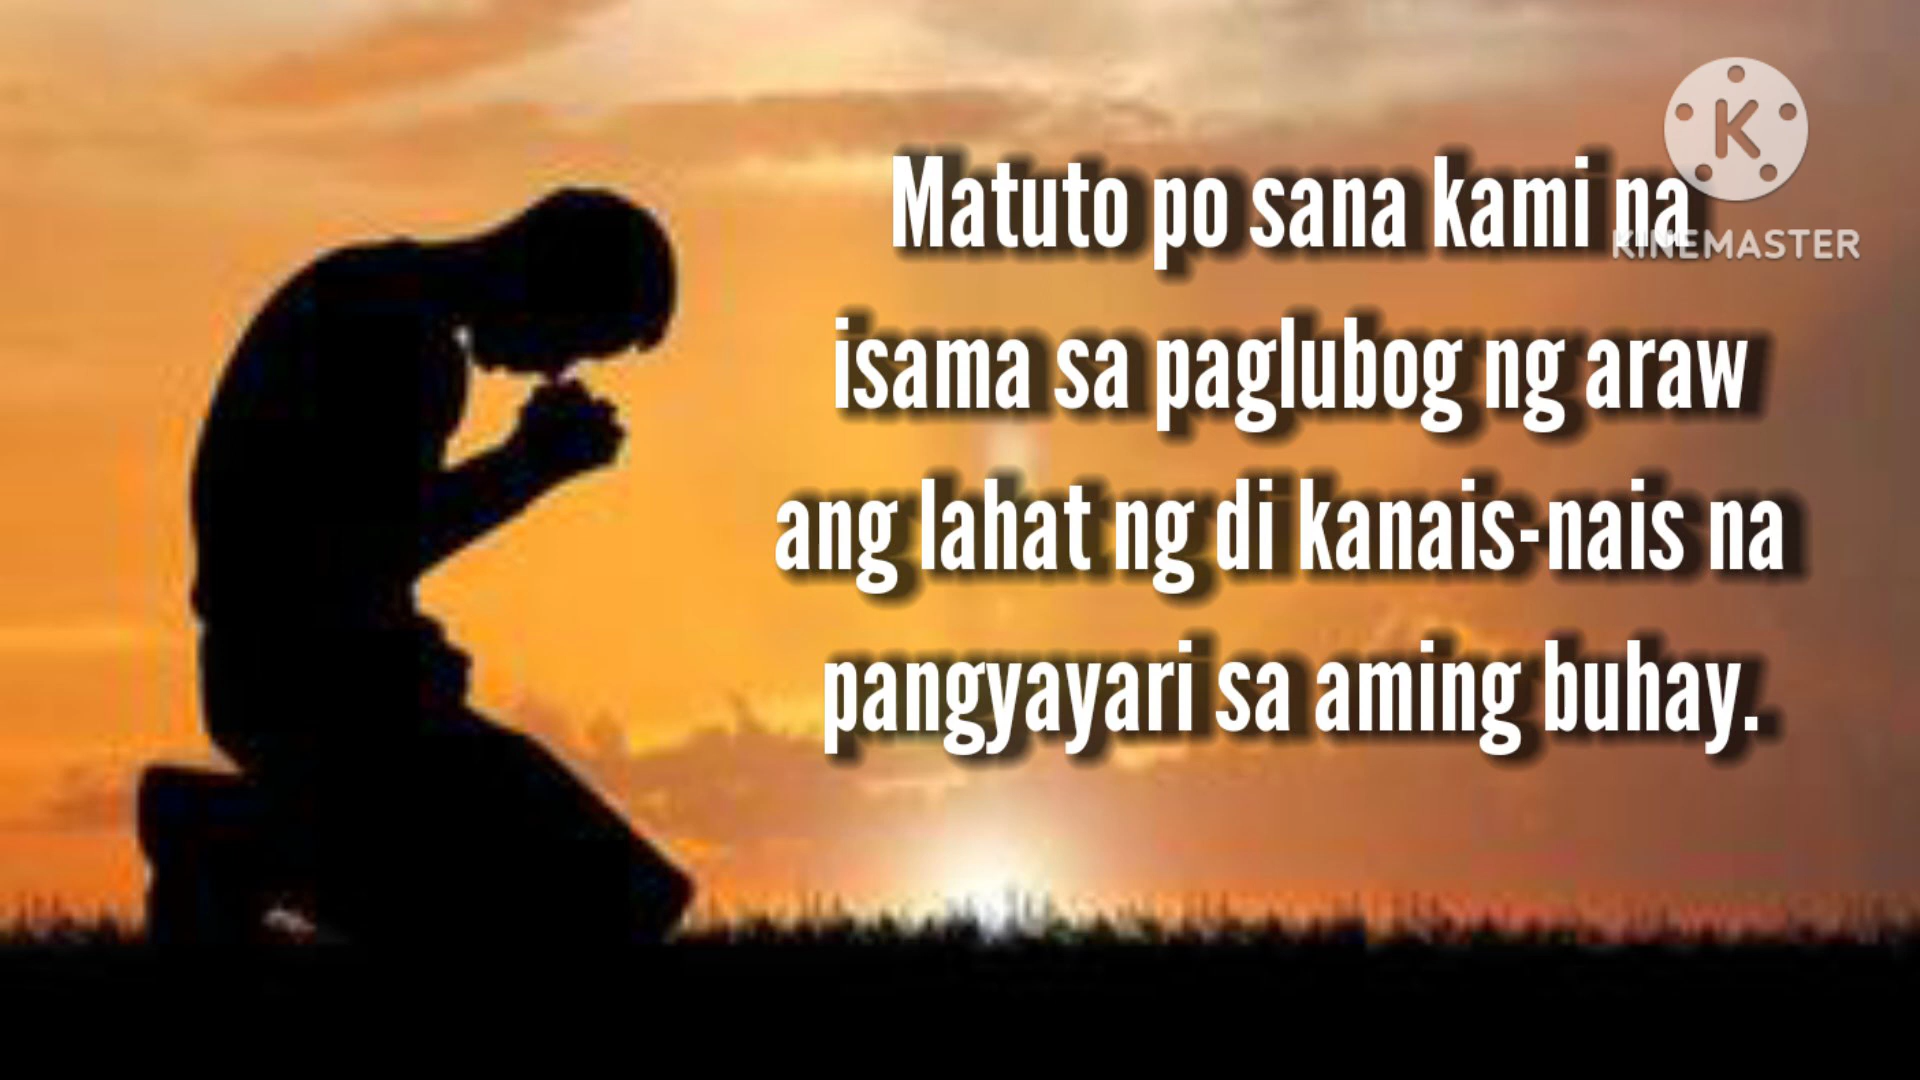 Matuto po sana kami na
isama sa paglubog ng araw
ang lahat ng di kanais-nais na
pangyayari sa aming buhay.
K
KINEMASTER